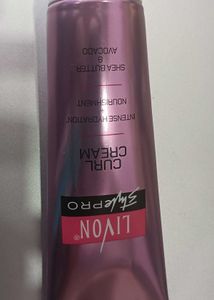 LIVON®
StylePRO
CURL
CREAM
INTENSE HYDRATION
+
NOURISHMENT
SHEA BUTTER
&
AVOCADO